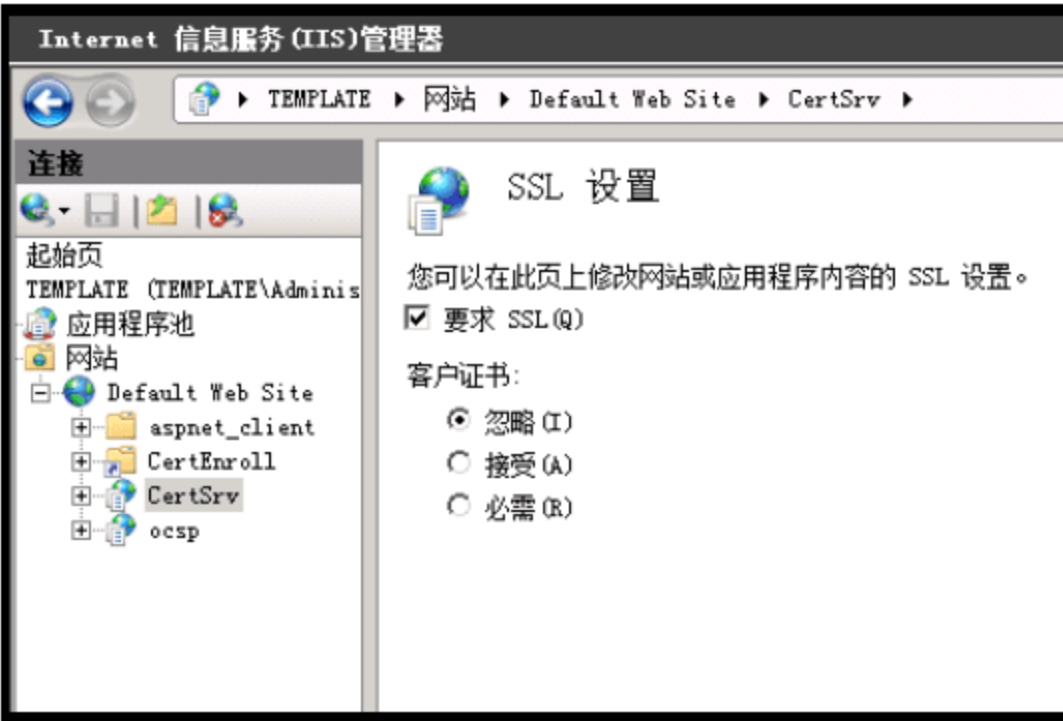 Internet 信息服务(IIS)管理器
TEMPLATE 网站 Default Web Site CertSrv
连接
起始页
TEMPLATE (TEMPLATE\Adminis
应用程序池
网站
Default Web Site
aspnet_client
CertEnroll
CertSrv
ocsp
SSL 设置
您可以在此页上修改网站或应用程序内容的 SSL 设置。
要求 SSL(Q)
客户证书:
忽略(I)
接受(A)
必需(R)